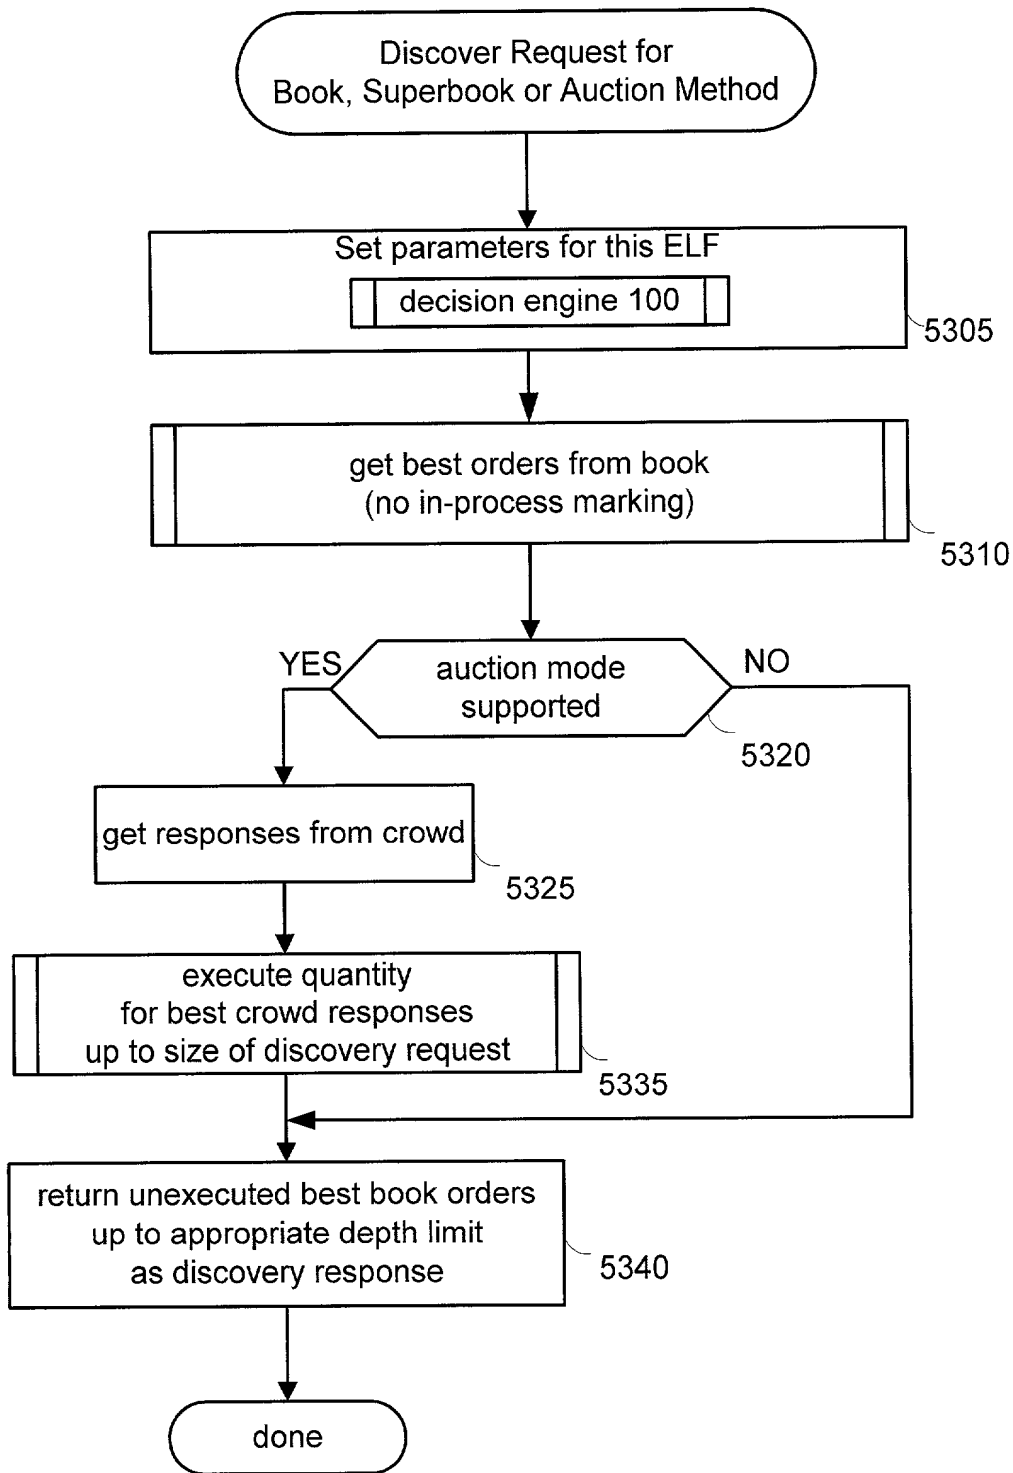 Discover Request for
Book, Superbook or Auction Method
Set parameters for this ELF
decision engine 100
5305
get best orders from book
(no in-process marking)
5310
YES
auction mode
supported
NO
5320
get responses from crowd
5325
execute quantity
for best crowd responses
up to size of discovery request
5335
return unexecuted best book orders
up to appropriate depth limit
as discovery response
5340
done